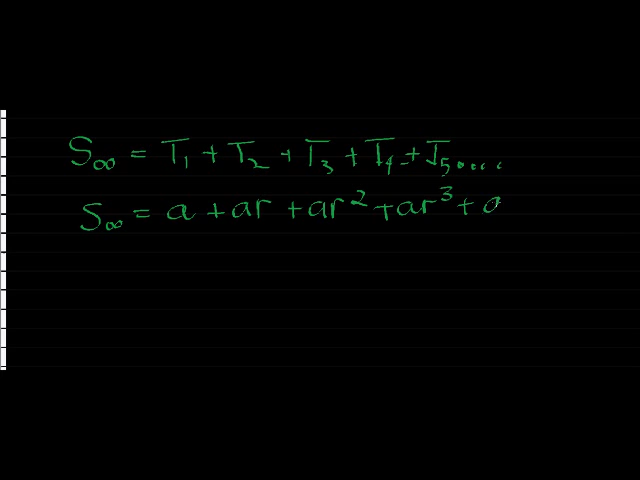 S∞ = T₁ + T₂ + T₃ + T₄ + T₅....
S∞ = a + ar + ar² + ar³ + a